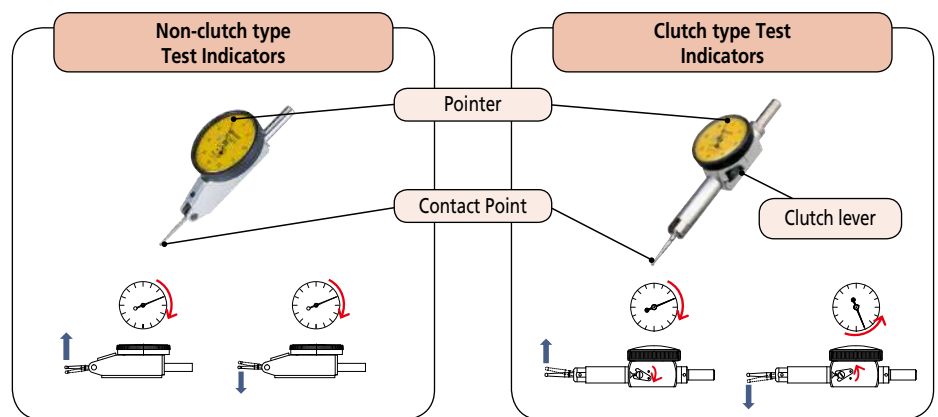 Non-clutch type
Test Indicators
Clutch type Test
Indicators
Pointer
Contact Point
Clutch lever